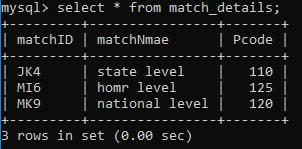 mysql> select * from match_details;
+---------+----------------+-------+
| matchID | matchNmae      | Pcode |
+---------+----------------+-------+
| JK4     | state level    |   110 |
| MI6     | homr level     |   125 |
| MK9     | national level |   120 |
+---------+----------------+-------+
3 rows in set (0.00 sec)